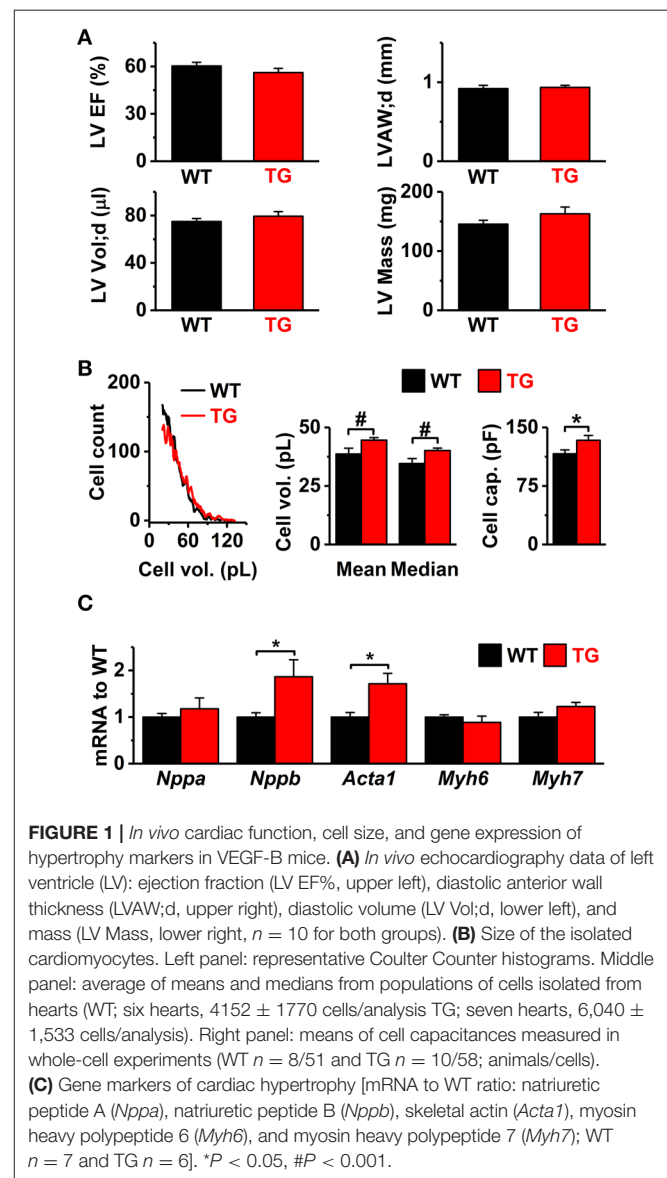 A
LV EF (%)
60
30
0
WT
TG
LVAW;d (mm)
1
0
WT
TG
LV Vol;d (µl)
80
40
0
WT
TG
LV Mass (mg)
200
100
0
WT
TG
B
Cell count
200
100
0
WT
TG
0
60
120
Cell vol. (pL)
WT
TG
Cell vol. (pL)
50
25
0
#
#
Mean Median
Cell cap. (pF)
150
75
0
*
C
mRNA to WT
2
1
0
*
*
WT
TG
Nppa
Nppb
Acta1
Myh6
Myh7
FIGURE 1 | In vivo cardiac function, cell size, and gene expression of
hypertrophy markers in VEGF-B mice. (A) In vivo echocardiography data of left
ventricle (LV): ejection fraction (LV EF%, upper left), diastolic anterior wall
thickness (LVAW;d, upper right), diastolic volume (LV Vol;d, lower left), and
mass (LV Mass, lower right, n = 10 for both groups). (B) Size of the isolated
cardiomyocytes. Left panel: representative Coulter Counter histograms. Middle
panel: average of means and medians from populations of cells isolated from
hearts (WT; six hearts, 4152 ± 1770 cells/analysis TG; seven hearts, 6,040 ±
1,533 cells/analysis). Right panel: means of cell capacitances measured in
whole-cell experiments (WT n = 8/51 and TG n = 10/58; animals/cells).
(C) Gene markers of cardiac hypertrophy [mRNA to WT ratio: natriuretic
peptide A (Nppa), natriuretic peptide B (Nppb), skeletal actin (Acta1), myosin
heavy polypeptide 6 (Myh6), and myosin heavy polypeptide 7 (Myh7); WT
n = 7 and TG n = 6]. *P < 0.05, #P < 0.001.